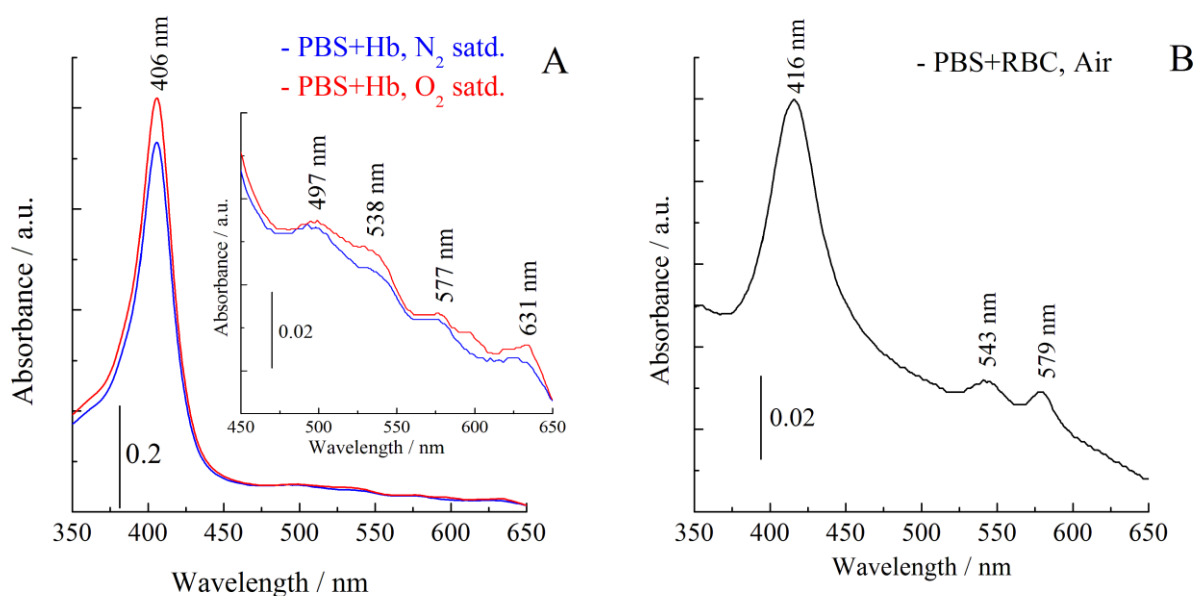 - PBS+Hb, N2 satd.
- PBS+Hb, O2 satd.
A
406 nm
Absorbance / a.u.
0.2
350 400 450 500 550 600 650
Wavelength / nm
497 nm
538 nm
577 nm
631 nm
Absorbance / a.u.
0.02
450 500 550 600 650
Wavelength / nm
- PBS+RBC, Air
B
416 nm
543 nm
579 nm
Absorbance / a.u.
0.02
350 400 450 500 550 600 650
Wavelength / nm